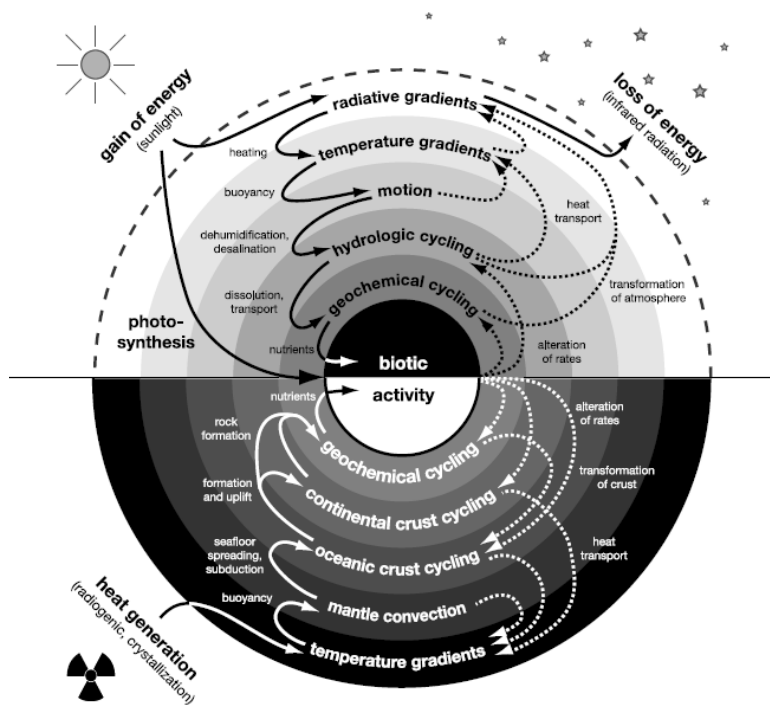 gain of energy
(sunlight)
loss of energy
(infrared radiation)
radiative gradients
heating
temperature gradients
buoyancy
motion
heat
transport
dehumidification,
desalination
hydrologic cycling
dissolution,
transport
geochemical cycling
transformation
of atmosphere
photo-
synthesis
nutrients
alteration
of rates
biotic
activity
nutrients
alteration
of rates
rock
formation
geochemical cycling
formation
and uplift
continental crust cycling
transformation
of crust
seafloor
spreading,
subduction
oceanic crust cycling
heat
transport
heat generation
(radiogenic, crystallization)
buoyancy
mantle convection
temperature gradients